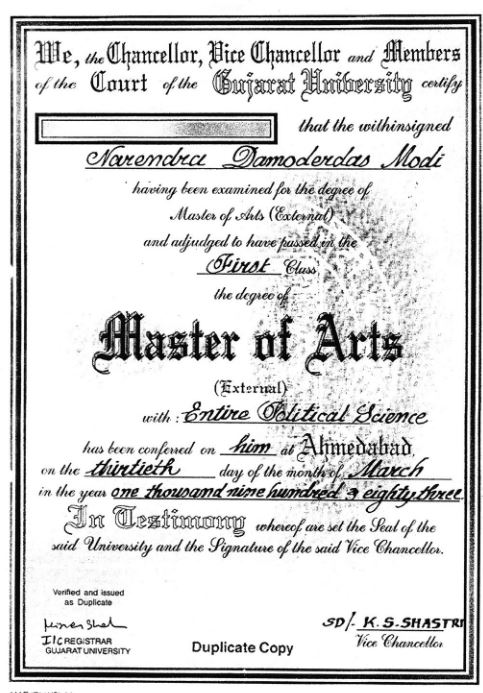 We, the Chancellor, Vice Chancellor and Members
of the Court of the Gujarat University certify
that the withinsigned
Narendra Damoderdas Modi
having been examined for the degree of
Master of Arts (External)
and adjudged to have passed in the
First Class
the degree of
Master of Arts
(External)
with : Entire Political Science
has been conferred on him at Ahmedabad
on the thirtieth day of the month of March
in the year one thousand nine hundred & eighty three
In Testimony whereof are set the Seal of the
said University and the Signature of the said Vice Chancellor.
Verified and issued
as Duplicate
I/C REGISTRAR
GUJARAT UNIVERSITY
Duplicate Copy
SD/- K. S. SHASTRI
Vice Chancellor